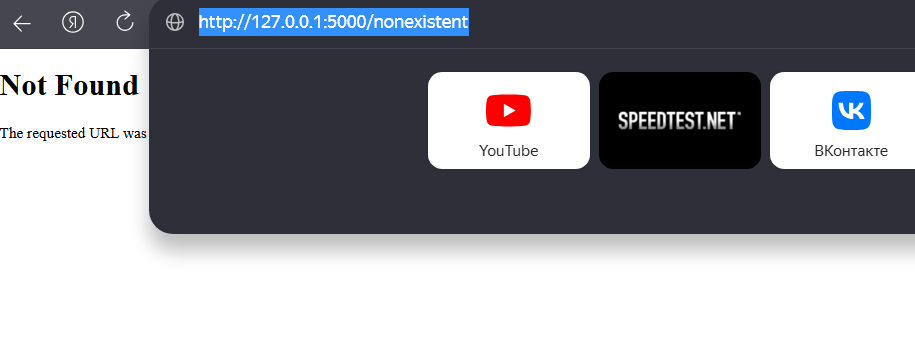 http://127.0.0.1:5000/nonexistent
Not Found
The requested URL was
YouTube
SPEEDTEST.NET®
ВКонтакте